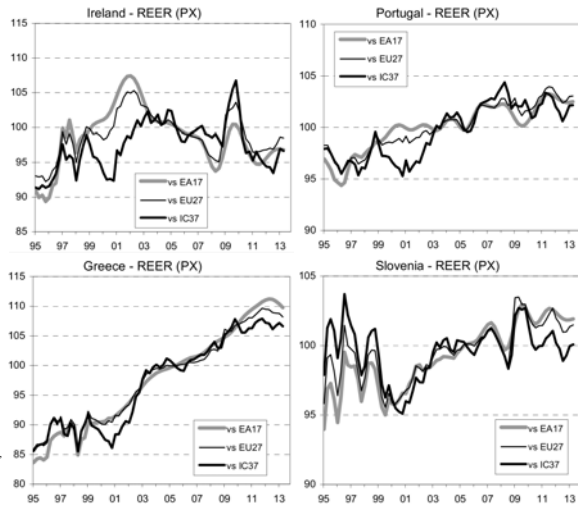 Ireland - REER (PX)
115
110
105
100
95
90
85
vs EA17
vs EU27
vs IC37
95 97 99 01 03 05 07 09 11 13
Portugal - REER (PX)
110
105
100
95
90
vs EA17
vs EU27
vs IC37
95 97 99 01 03 05 07 09 11 13
Greece - REER (PX)
115
110
105
100
95
90
85
80
vs EA17
vs EU27
vs IC37
95 97 99 01 03 05 07 09 11 13
Slovenia - REER (PX)
105
100
95
90
vs EA17
vs EU27
vs IC37
95 97 99 01 03 05 07 09 11 13